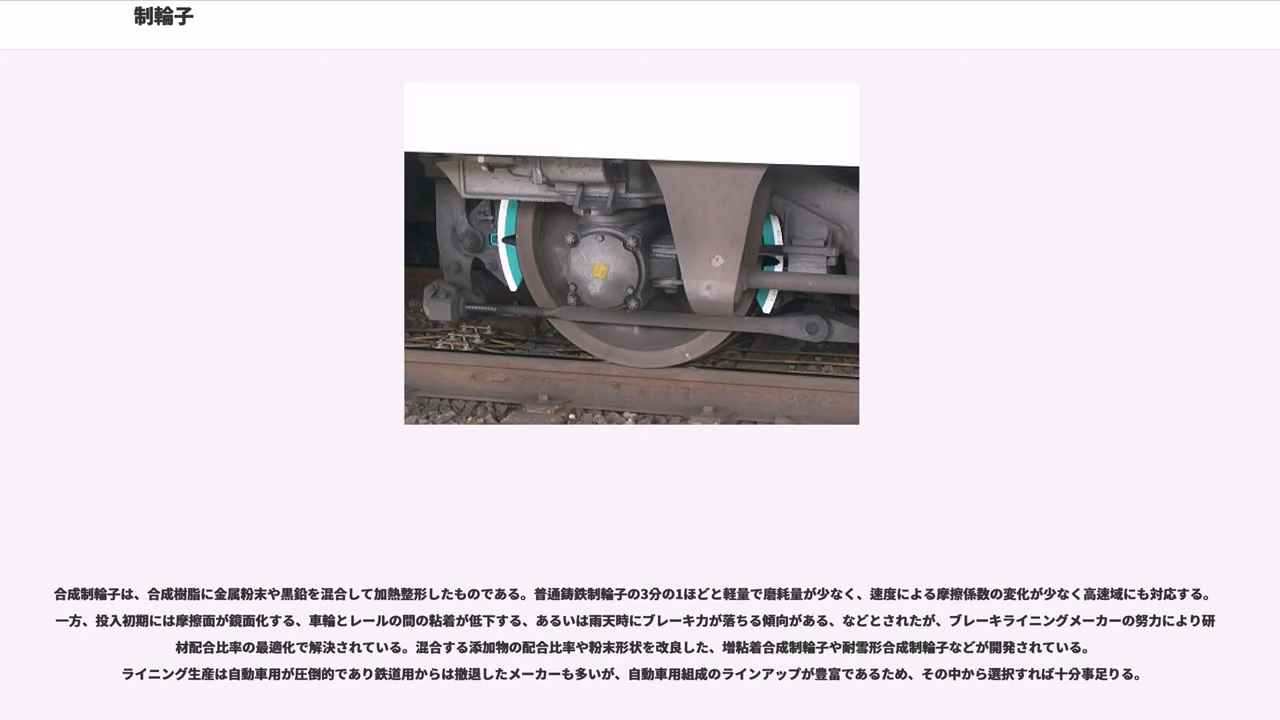 制輪子
合成制輪子は、合成樹脂に金属粉末や黒鉛を混合して加熱整形したものである。普通鋳鉄制輪子の3分の1ほどと軽量で磨耗量が少なく、速度による摩擦係数の変化が少なく高速域にも対応する。
一方、投入初期には摩擦面が鏡面化する、車輪とレールの間の粘着が低下する、あるいは雨天時にブレーキ力が落ちる傾向がある、などとされたが、ブレーキライニングメーカーの努力により研
材配合比率の最適化で解決されている。混合する添加物の配合比率や粉末形状を改良した、増粘着合成制輪子や耐雪形合成制輪子などが開発されている。
ライニング生産は自動車用が圧倒的であり鉄道用からは撤退したメーカーも多いが、自動車用組成のラインアップが豊富であるため、その中から選択すれば十分事足りる。